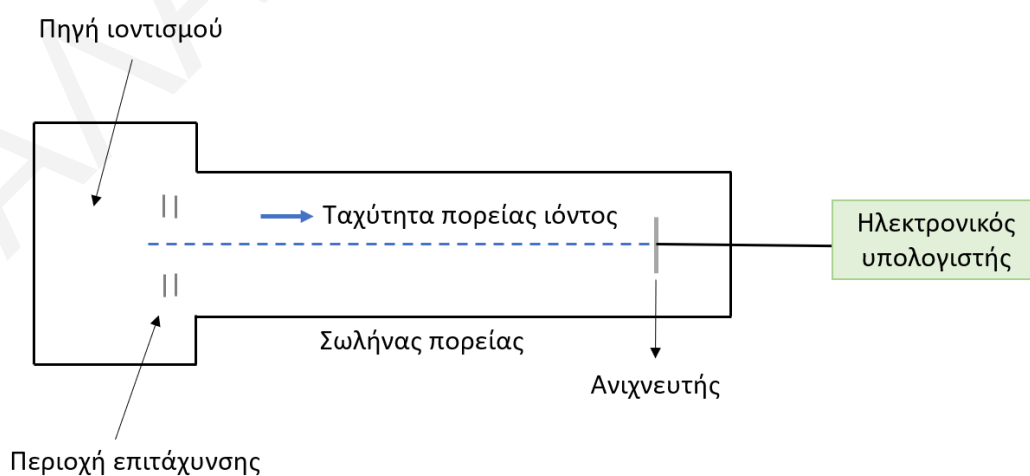 Πηγή ιοντισμού
Ταχύτητα πορείας ιόντος
Ηλεκτρονικός
υπολογιστής
Σωλήνας πορείας
Ανιχνευτής
Περιοχή επιτάχυνσης